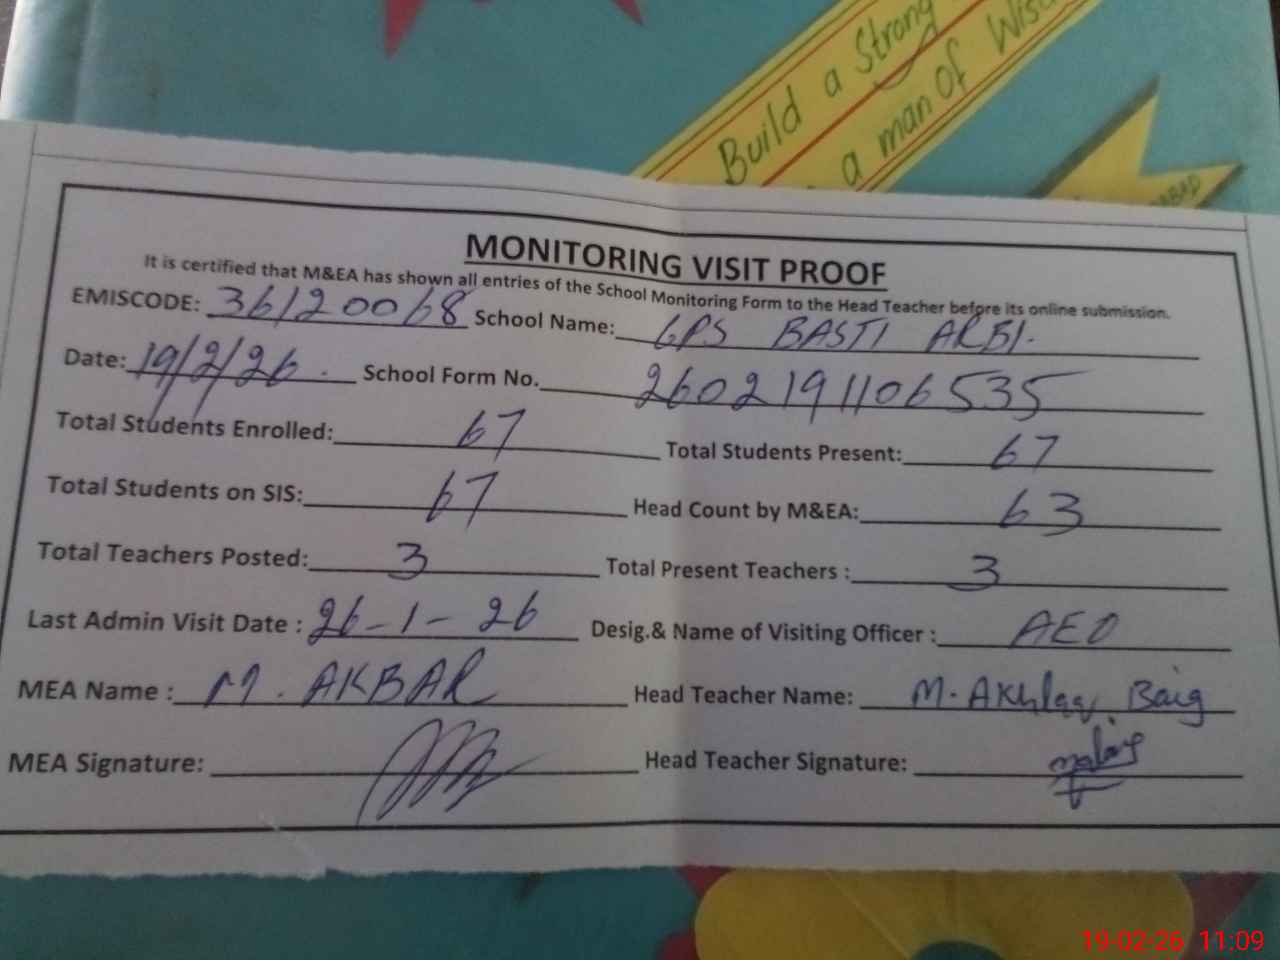 Build a Strong
a man Of
MONITORING VISIT PROOF
It is certified that M&EA has shown all entries of the School Monitoring Form to the Head Teacher before its online submission.
EMISCODE: 36120068 School Name: GPS BASTI ARBI.
Date: 19/2/26. School Form No. 2602191106535
Total Students Enrolled: 67 Total Students Present: 67
Total Students on SIS: 67 Head Count by M&EA: 63
Total Teachers Posted: 3 Total Present Teachers : 3
Last Admin Visit Date : 26-1-26 Desig.& Name of Visiting Officer : AEO
MEA Name : M. AKBAR Head Teacher Name: M. Akhlaq Baig
MEA Signature: Head Teacher Signature:
19-02-26 11:09